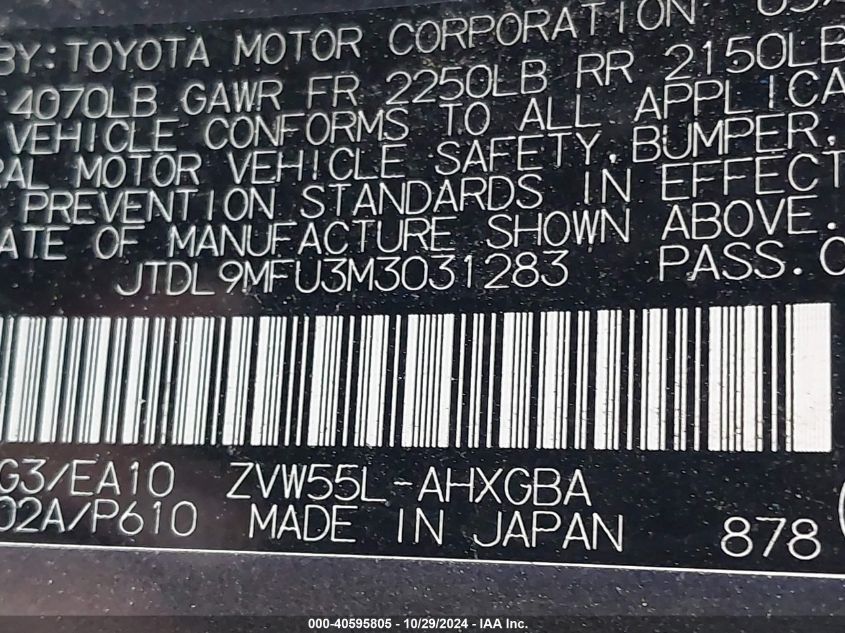 BY: TOYOTA MOTOR CORPORATION
4070LB GAWR FR 2250LB RR 2150LB
VEHICLE CONFORMS TO ALL APPLICA
RAL MOTOR VEHICLE SAFETY, BUMPER,
PREVENTION STANDARDS IN EFFECT
ATE OF MANUFACTURE SHOWN ABOVE.
JTDL9MFU3M3031283 PASS.C
G3/EA10 ZVW55L-AHXGBA
02A/P610 MADE IN JAPAN 878
000-40595805 - 10/29/2024 - IAA Inc.